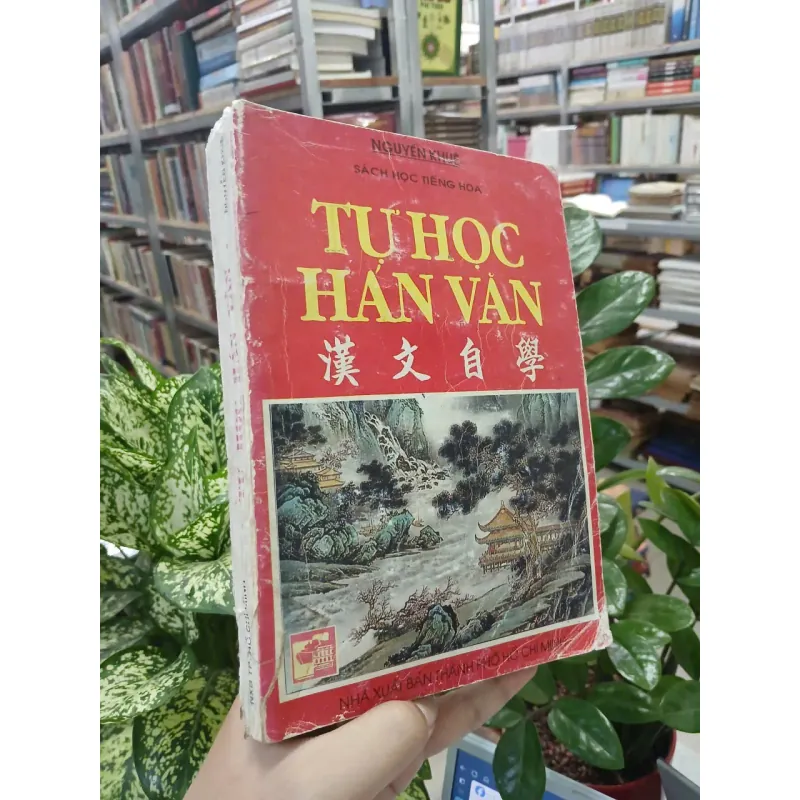 NGUYỄN KHUÊ
SÁCH HỌC TIẾNG HOA
TỰ HỌC
HÁN VĂN
漢文自學
NHÀ XUẤT BẢN THÀNH PHỐ HỒ CHÍ MINH